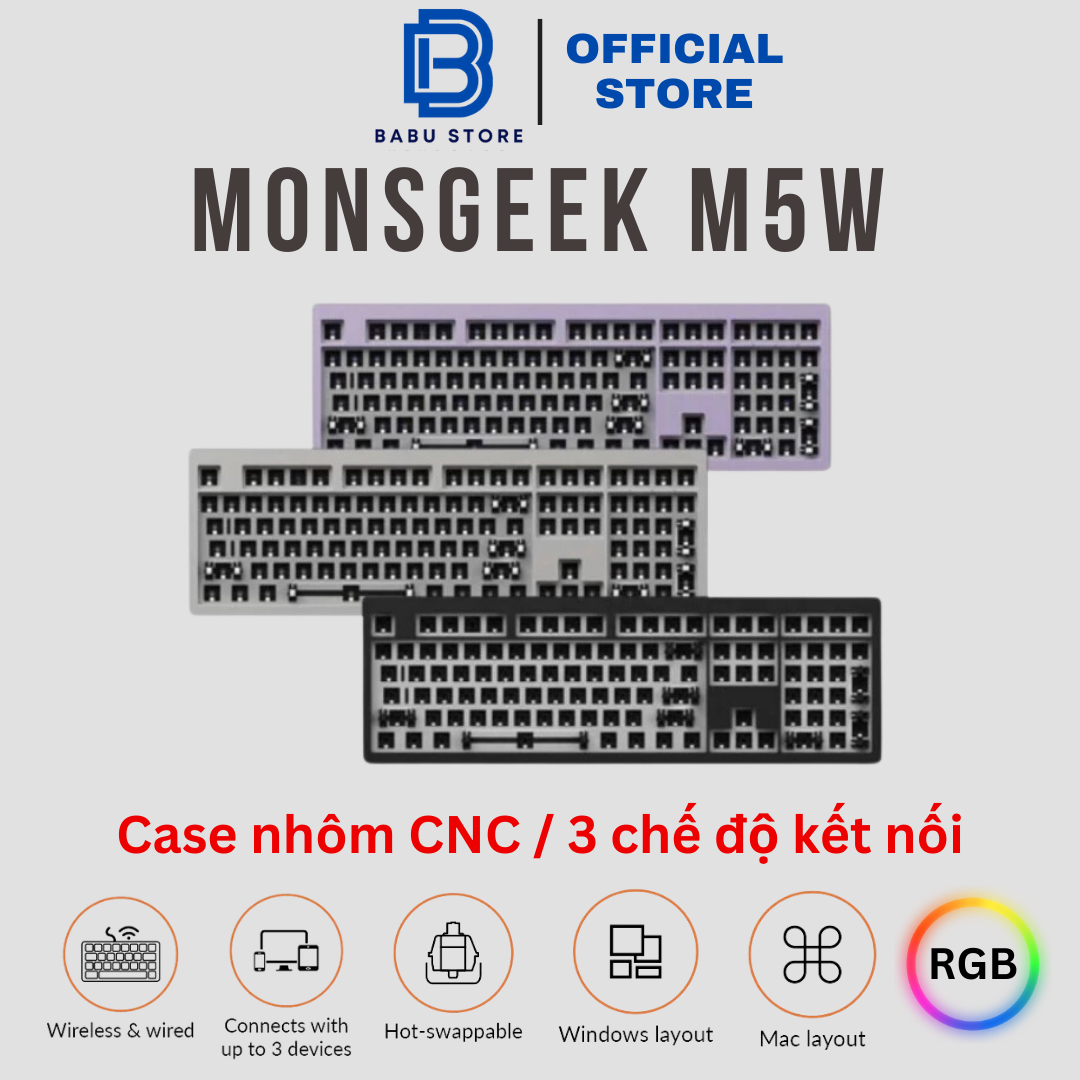 BABU STORE
OFFICIAL
STORE
MONSGEEK M5W
Case nhôm CNC / 3 chế độ kết nối
Wireless & wired
Connects with
up to 3 devices
Hot-swappable
Windows layout
Mac layout
RGB